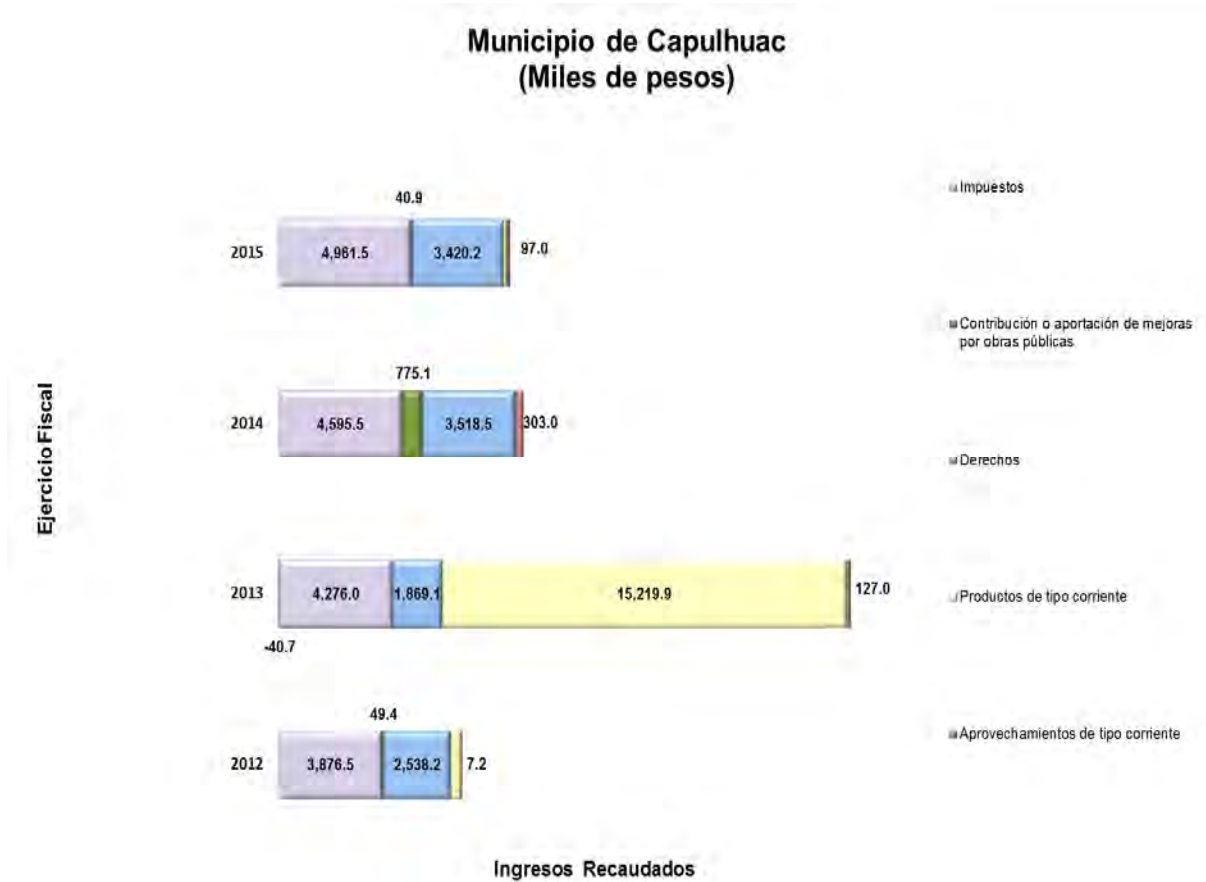 Municipio de Capulhuac
(Miles de pesos)
Impuestos
40.9
2015
4,961.5
3,420.2
97.0
Contribución o aportación de mejoras
por obras públicas
775.1
2014
4,595.5
3,518.5
303.0
Ejercicio Fiscal
Derechos
2013
4,276.0
1,869.1
15,219.9
127.0
Productos de tipo corriente
-40.7
49.4
Aprovechamientos de tipo corriente
2012
3,876.5
2,538.2
7.2
Ingresos Recaudados